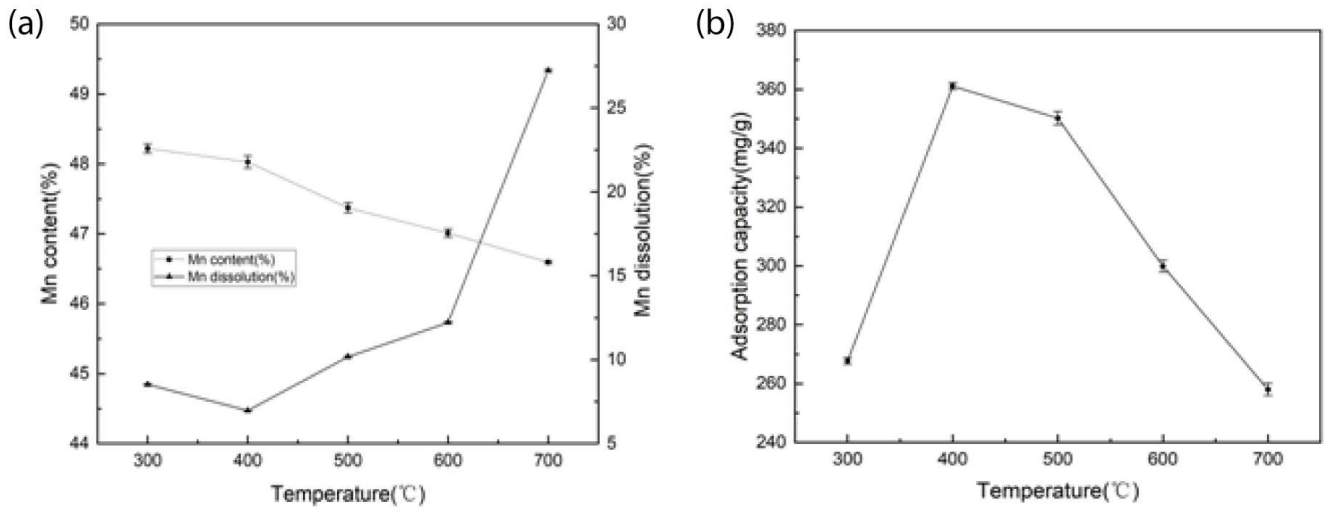 (a)
50
49
48
47
46
45
44
Mn content(%)
30
25
20
15
10
5
Mn dissolution(%)
Mn content(%)
Mn dissolution(%)
300 400 500 600 700
Temperature(℃)
(b)
380
360
340
320
300
280
260
240
Adsorption capacity(mg/g)
300 400 500 600 700
Temperature(℃)